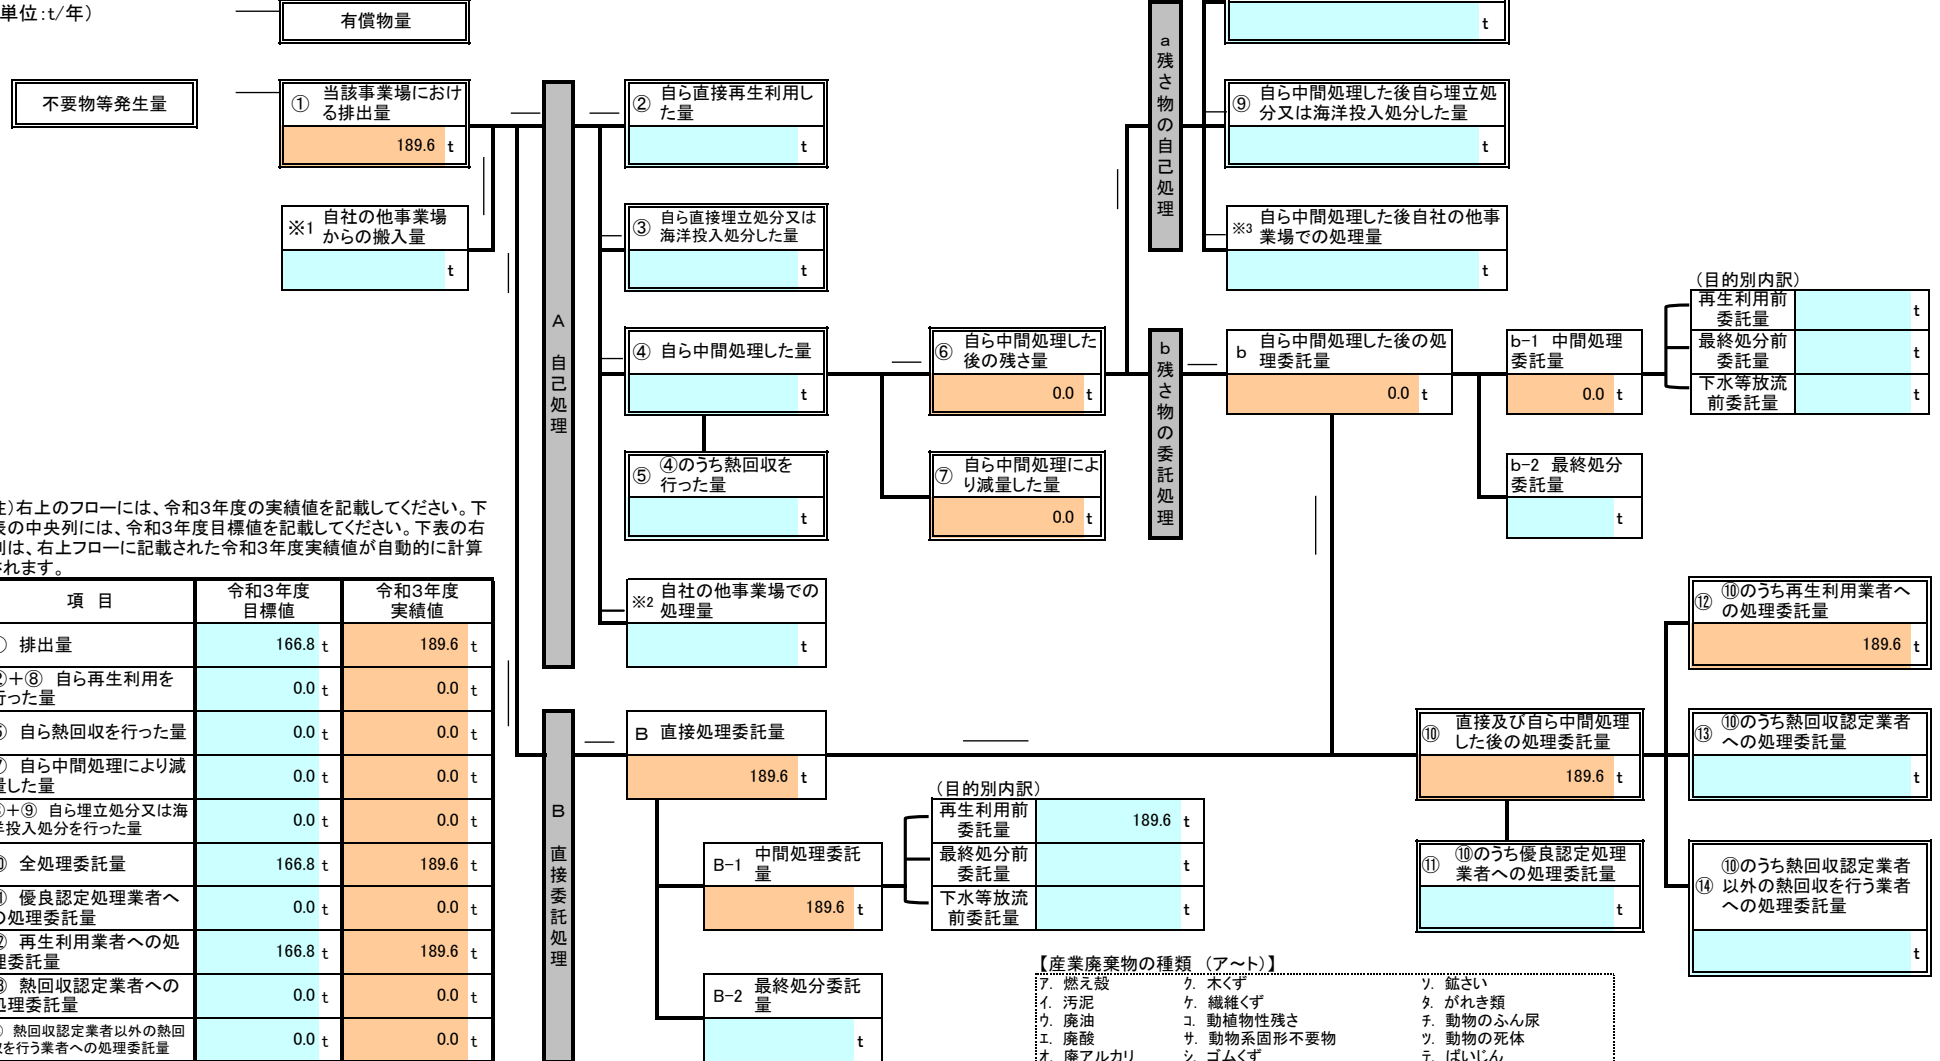 単位:t/年）
有償物量
不要物等発生量
① 当該事業場におけ
る排出量
189.6 t
※1 自社の他事業場
からの搬入量
t
A 自己処理
② 自ら直接再生利用し
た量
t
③ 自ら直接埋立処分又は
海洋投入処分した量
t
④ 自ら中間処理した量
t
⑤ ④のうち熱回収を
行った量
t
※2 自社の他事業場での
処理量
t
⑥ 自ら中間処理した
後の残さ量
0.0 t
⑦ 自ら中間処理によ
り減量した量
0.0 t
a 残さ物の自己処理
t
⑨ 自ら中間処理した後自ら埋立処
分又は海洋投入処分した量
t
※3 自ら中間処理した後自社の他事
業場での処理量
t
b 残さ物の委託処理
b 自ら中間処理した後の処
理委託量
0.0 t
b-1 中間処理
委託量
0.0 t
b-2 最終処分
委託量
t
（目的別内訳）
再生利用前
委託量
t
最終処分前
委託量
t
下水等放流
前委託量
t
注）右上のフローには、令和3年度の実績値を記載してください。下
表の中央列には、令和3年度目標値を記載してください。下表の右
列は、右上フローに記載された令和3年度実績値が自動的に計算
されます。
項 目
令和3年度
目標値
令和3年度
実績値
① 排出量 166.8 t 189.6 t
②+⑧ 自ら再生利用を
行った量 0.0 t 0.0 t
⑤ 自ら熱回収を行った量 0.0 t 0.0 t
⑦ 自ら中間処理により減
量した量 0.0 t 0.0 t
③+⑨ 自ら埋立処分又は海
洋投入処分を行った量 0.0 t 0.0 t
⑩ 全処理委託量 166.8 t 189.6 t
⑪ 優良認定処理業者へ
の処理委託量 0.0 t 0.0 t
⑫ 再生利用業者への処
理委託量 166.8 t 189.6 t
⑬ 熱回収認定業者への
処理委託量 0.0 t 0.0 t
⑭ 熱回収認定業者以外の熱回
収を行う業者への処理委託量 0.0 t 0.0 t
B 直接委託処理
B 直接処理委託量
189.6 t
B-1 中間処理委託
量
189.6 t
B-2 最終処分委託
量
t
（目的別内訳）
再生利用前
委託量
189.6 t
最終処分前
委託量
t
下水等放流
前委託量
t
⑩ 直接及び自ら中間処理
した後の処理委託量
189.6 t
⑪ ⑩のうち優良認定処理
業者への処理委託量
t
⑫ ⑩のうち再生利用業者へ
の処理委託量
189.6 t
⑬ ⑩のうち熱回収認定業者
への処理委託量
t
⑭ ⑩のうち熱回収認定業者
以外の熱回収を行う業者
への処理委託量
t
【産業廃棄物の種類 （ア～ト）】
ア. 燃え殻 ク. 木くず ソ. 鉱さい
イ. 汚泥 ケ. 繊維くず タ. がれき類
ウ. 廃油 コ. 動植物性残さ チ. 動物のふん尿
エ. 廃酸 サ. 動物系固形不要物 ツ. 動物の死体
オ. 廃アルカリ シ. ゴムくず テ. ばいじん